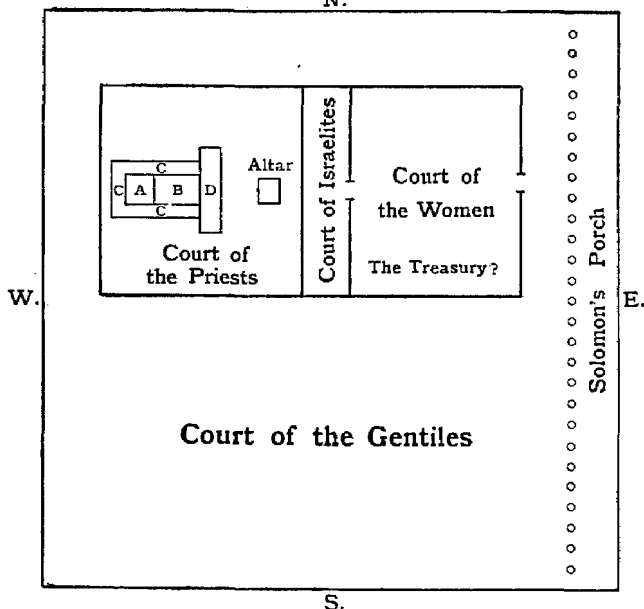 N.
Altar
C
C
A
B
D
C
Court of
the Priests
Court of Israelites
Court of
the Women
The Treasury?
Solomon's Porch
W.
E.
Court of the Gentiles
S.